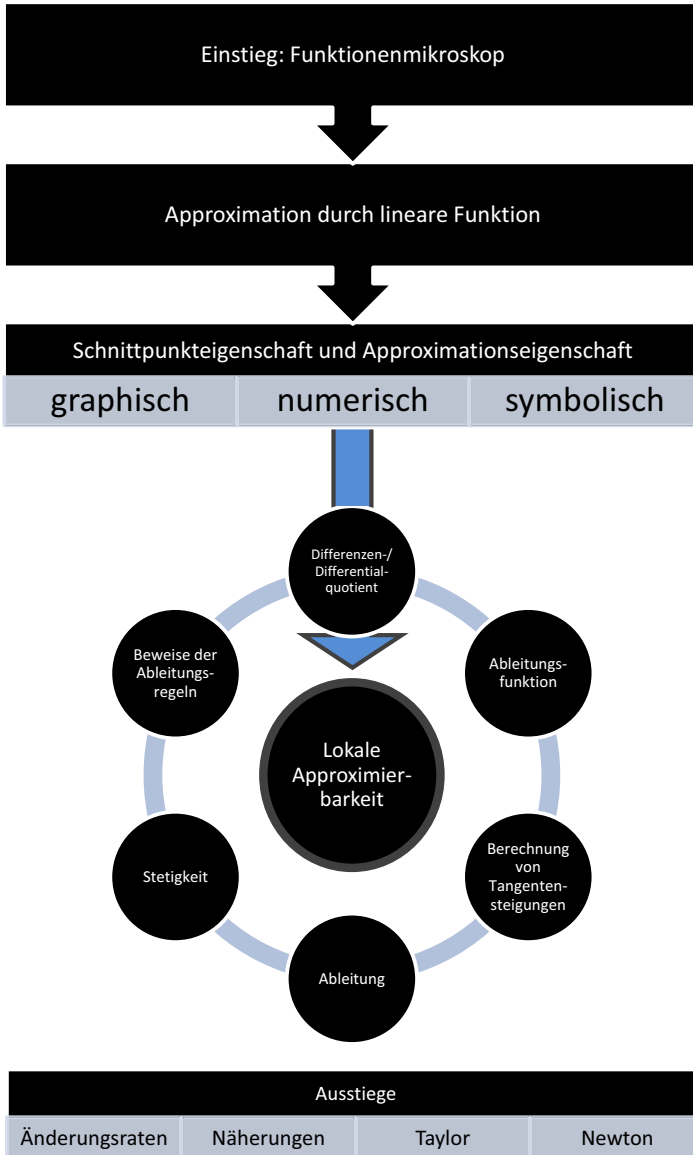 Einstieg: Funktionenmikroskop
Approximation durch lineare Funktion
Schnittpunkteigenschaft und Approximationseigenschaft
graphisch
numerisch
symbolisch
Differenzen-/
Differential-
quotient
Ableitungs-
funktion
Berechnung
von
Tangenten-
steigungen
Ableitung
Stetigkeit
Beweise der
Ableitungs-
regeln
Lokale
Approximier-
barkeit
Ausstiege
Änderungsraten
Näherungen
Taylor
Newton